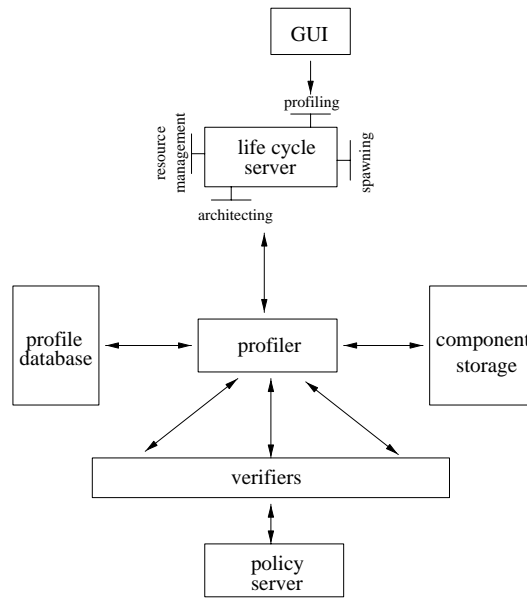 GUI
profiling
resource
management
life cycle
server
spawning
architecting
profile
database
profiler
component
storage
verifiers
policy
server